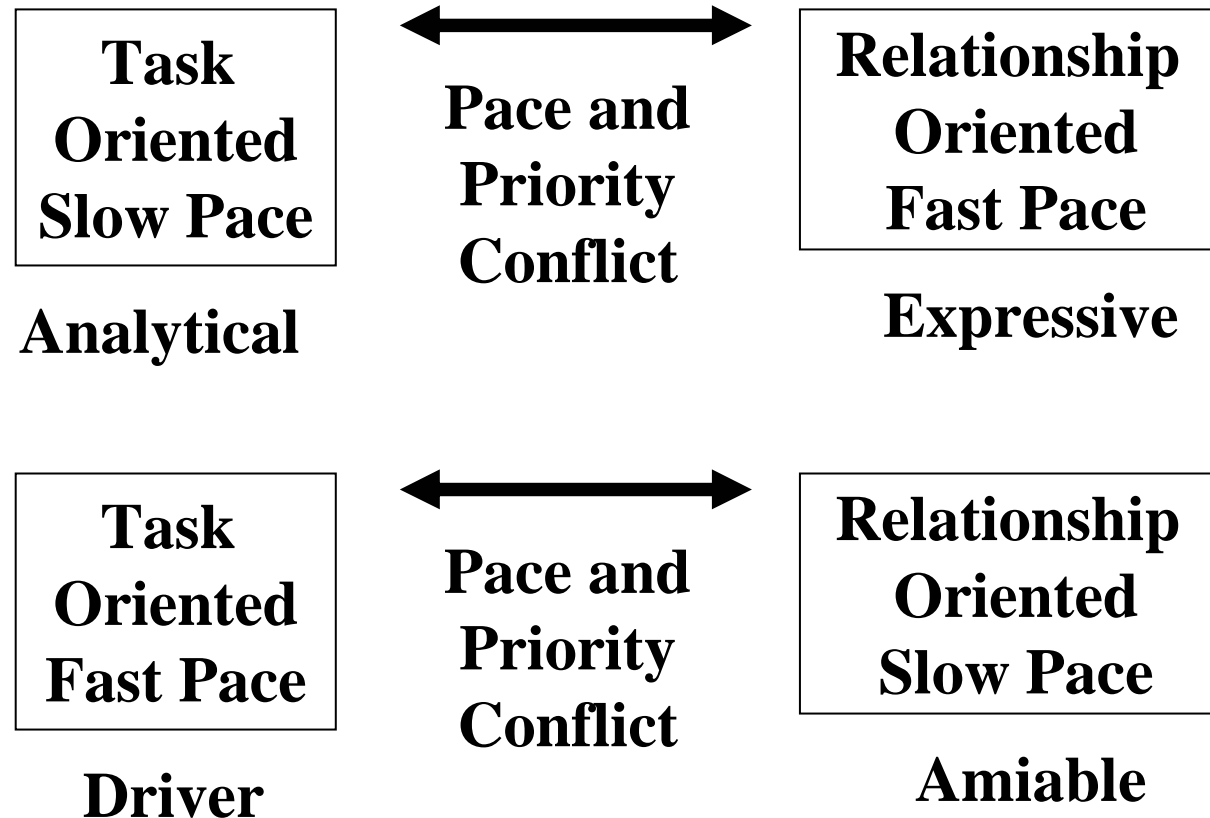 Task
Oriented
Slow Pace
Analytical
Pace and
Priority
Conflict
Relationship
Oriented
Fast Pace
Expressive
Task
Oriented
Fast Pace
Driver
Pace and
Priority
Conflict
Relationship
Oriented
Slow Pace
Amiable